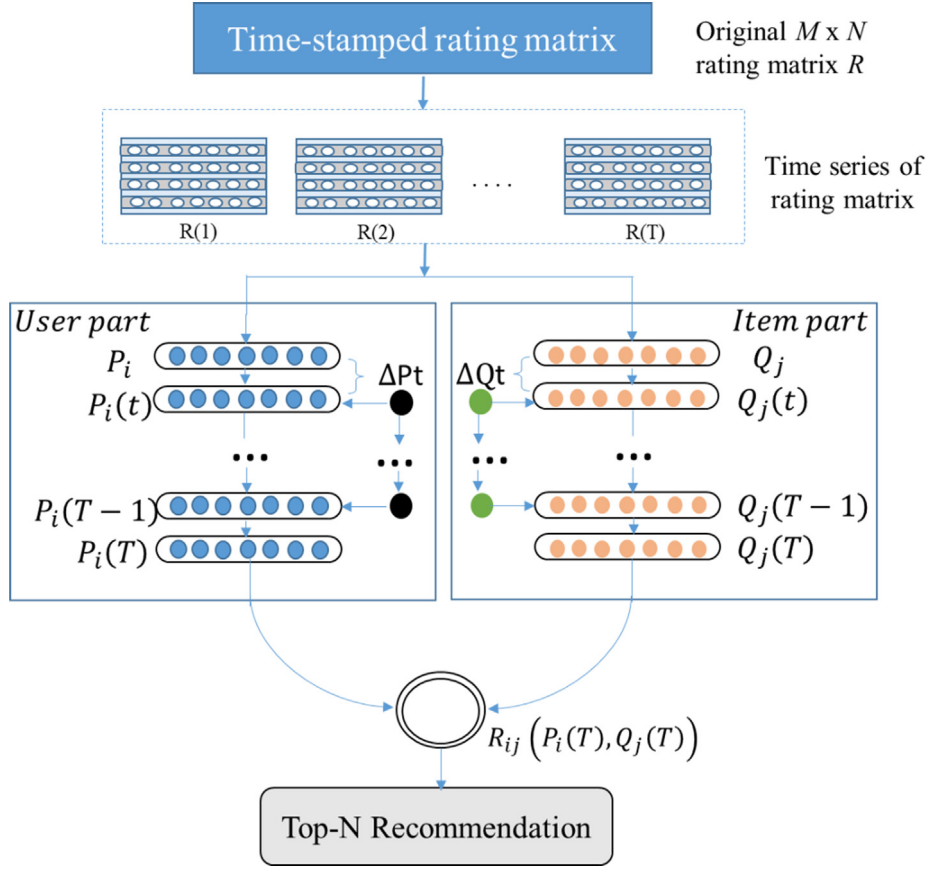 Time-stamped rating matrix
Original M x N
rating matrix R
Time series of
rating matrix
. . . .
R(1)
R(2)
R(T)
User part
Item part
P_i
ΔPt
ΔQt
Q_j
P_i(t)
Q_j(t)
...
...
...
...
P_i(T − 1)
Q_j(T − 1)
P_i(T)
Q_j(T)
R_ij (P_i(T), Q_j(T))
Top-N Recommendation